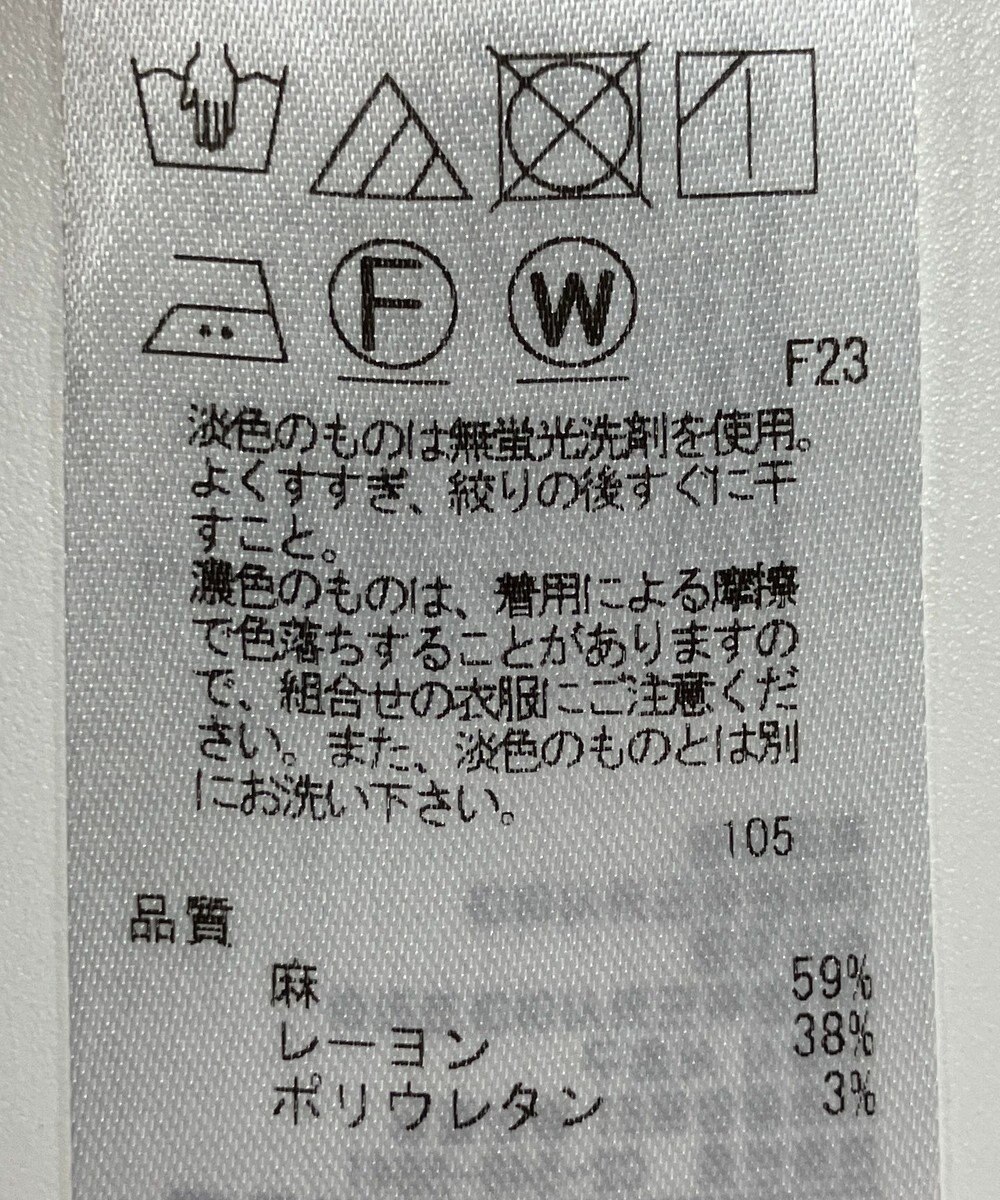 F
W
F23
淡色のものは無蛍光洗剤を使用。
よくすすぎ、絞りの後すぐに干
すこと。
濃色のものは、着用による摩擦
で色落ちすることがありますの
で、組合せの衣服にご注意くだ
さい。また、淡色のものとは別
にお洗い下さい。
105
品質
麻 59%
レーヨン 38%
ポリウレタン 3%